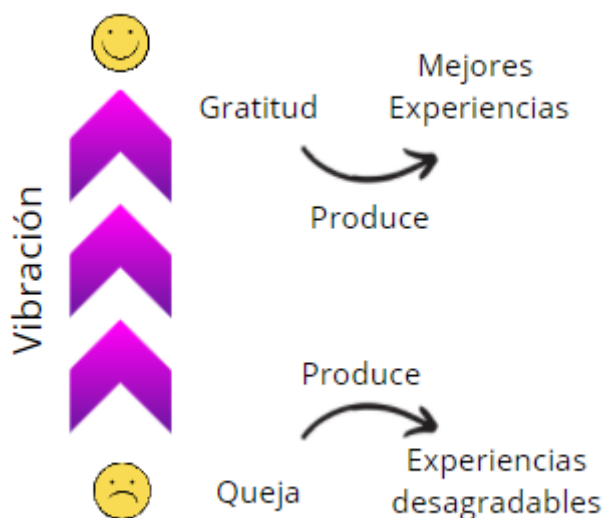 Mejores
Gratitud
Experiencias
Produce
Vibración
Produce
Queja
Experiencias
desagradables